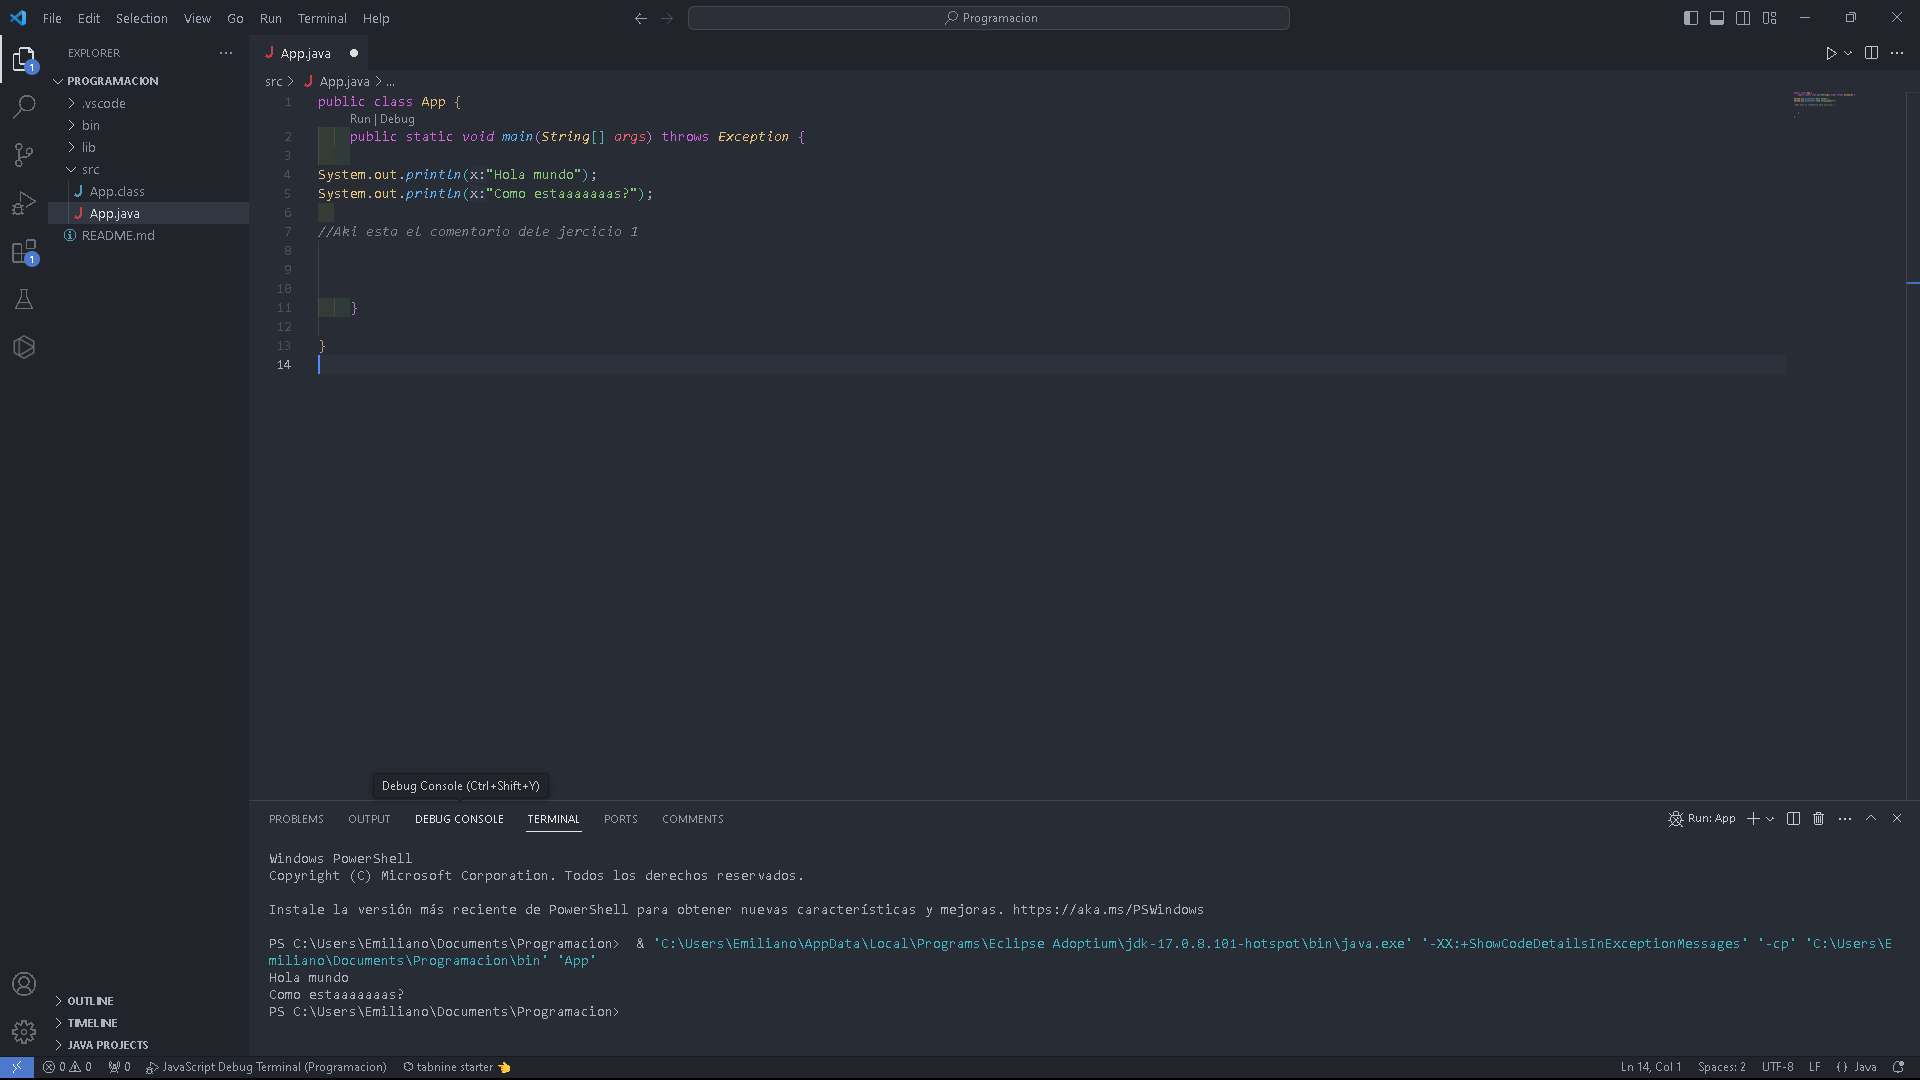 File Edit Selection View Go Run Terminal Help
Programacion
EXPLORER
PROGRAMACION
.vscode
bin
lib
src
App.class
App.java
README.md
OUTLINE
TIMELINE
JAVA PROJECTS
1
1
App.java
src > App.java > ...
1 public class App {
Run | Debug
2 public static void main(String[] args) throws Exception {
3
4 System.out.println(x:"Hola mundo");
5 System.out.println(x:"Como estaaaaaaas?");
6
7 //Aki esta el comentario dele jercicio 1
8
9
10
11 }
12
13 }
14
Debug Console (Ctrl+Shift+Y)
PROBLEMS OUTPUT DEBUG CONSOLE TERMINAL PORTS COMMENTS
Run: App
Windows PowerShell
Copyright (C) Microsoft Corporation. Todos los derechos reservados.
Instale la versión más reciente de PowerShell para obtener nuevas características y mejoras. https://aka.ms/PSWindows
PS C:\Users\Emiliano\Documents\Programacion> & 'C:\Users\Emiliano\AppData\Local\Programs\Eclipse Adoptium\jdk-17.0.8.101-hotspot\bin\java.exe' '-XX:+ShowCodeDetailsInExceptionMessages' '-cp' 'C:\Users\E
miliano\Documents\Programacion\bin' 'App'
Hola mundo
Como estaaaaaaas?
PS C:\Users\Emiliano\Documents\Programacion>
0 0 0 JavaScript Debug Terminal (Programacion) tabnine starter Ln 14, Col 1 Spaces: 2 UTF-8 LF {} Java